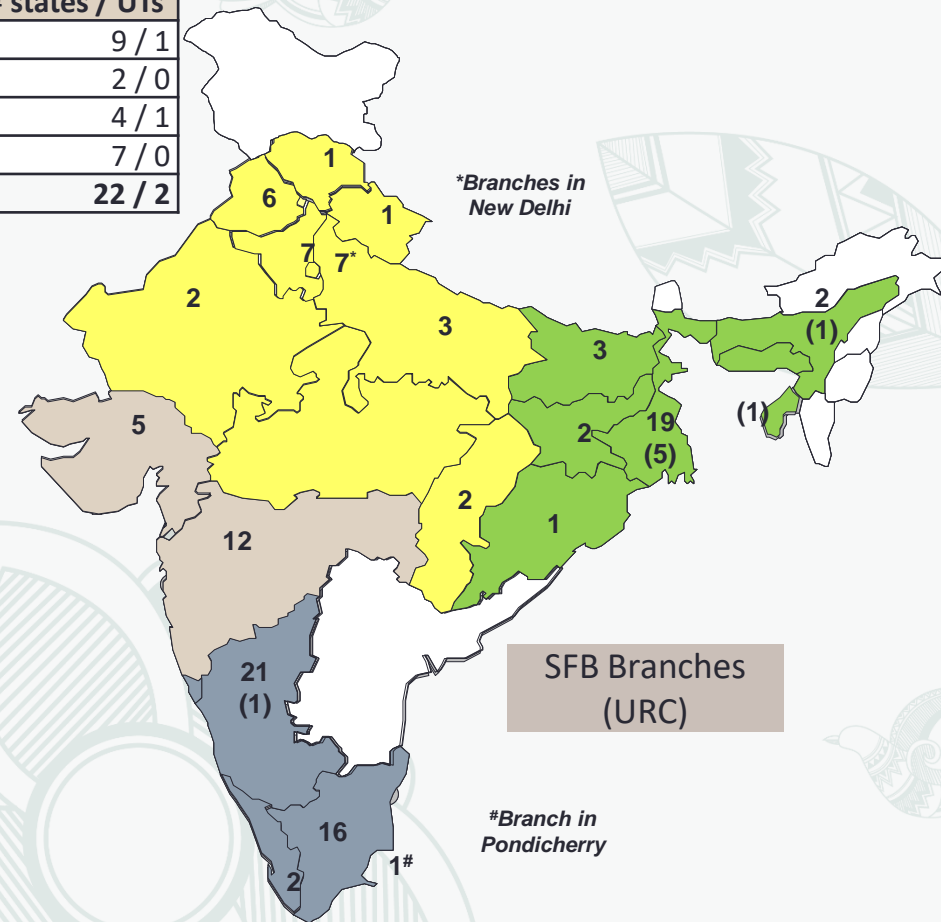 states / UTs
9 / 1
2 / 0
4 / 1
7 / 0
22 / 2
1
*Branches in
New Delhi
6
1
7
7*
2
3
2
(1)
3
5
(1)
2
19
(5)
2
1
12
SFB Branches
(URC)
21
(1)
#Branch in
Pondicherry
16
1#
2